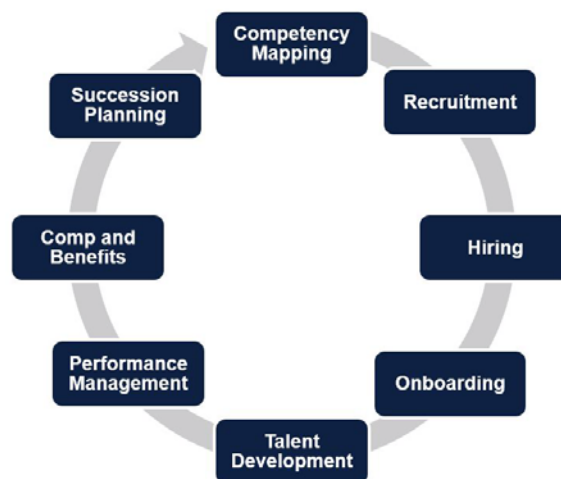 Competency
Mapping
Recruitment
Hiring
Onboarding
Talent
Development
Performance
Management
Comp and
Benefits
Succession
Planning